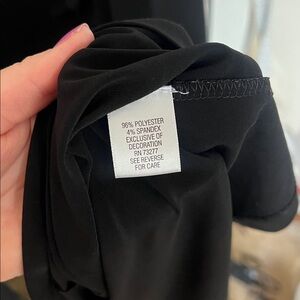 96% POLYESTER
4% SPANDEX
EXCLUSIVE OF
DECORATION
RN 73277
SEE REVERSE
FOR CARE